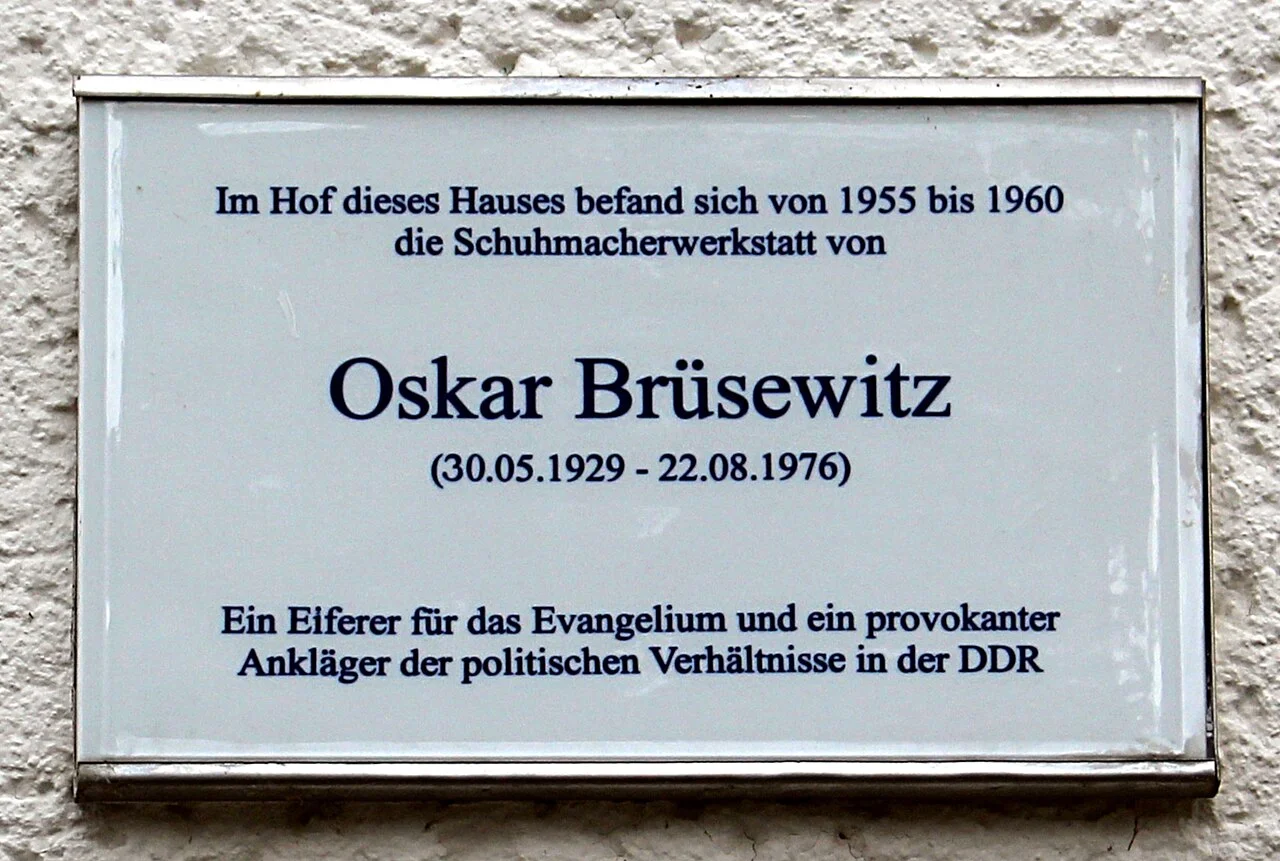 Im Hof dieses Hauses befand sich von 1955 bis 1960
die Schuhmacherwerkstatt von
Oskar Brüsewitz
(30.05.1929 - 22.08.1976)
Ein Eiferer für das Evangelium und ein provokanter
Ankläger der politischen Verhältnisse in der DDR